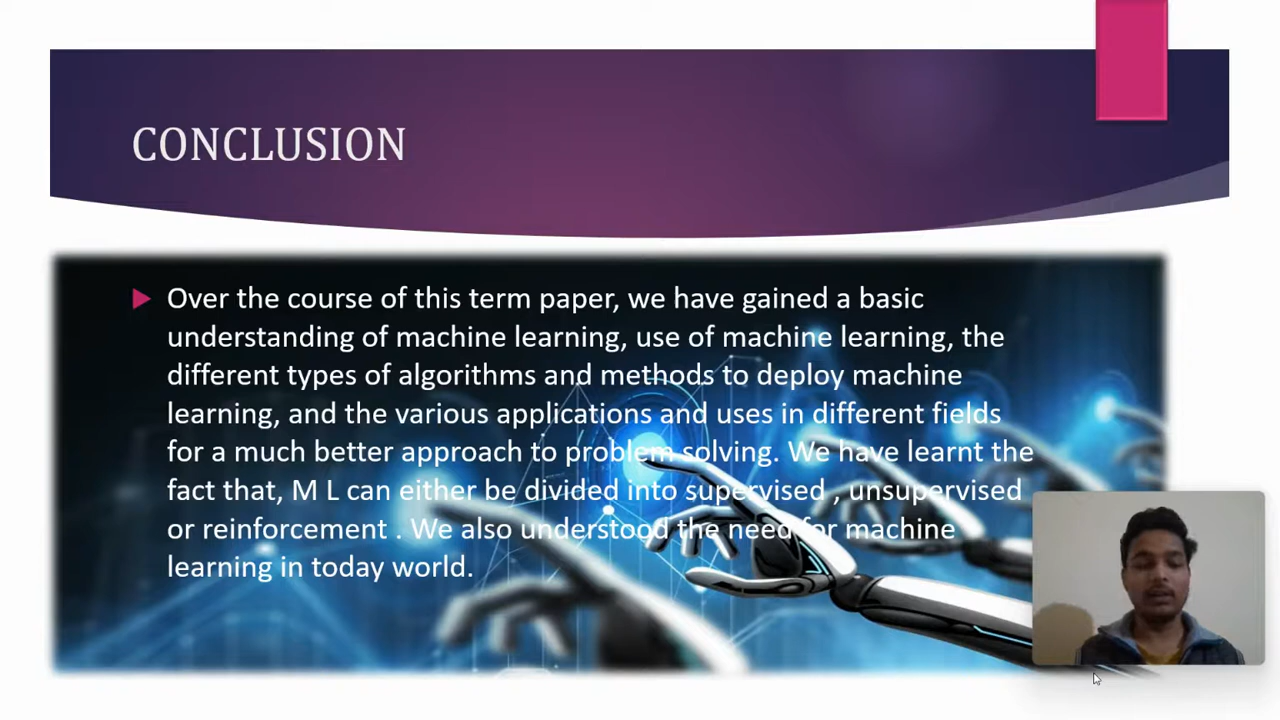 CONCLUSION
Over the course of this term paper, we have gained a basic
understanding of machine learning, use of machine learning, the
different types of algorithms and methods to deploy machine
learning, and the various applications and uses in different fields
for a much better approach to problem solving. We have learnt the
fact that, M L can either be divided into supervised , unsupervised
or reinforcement . We also understood the need for machine
learning in today world.